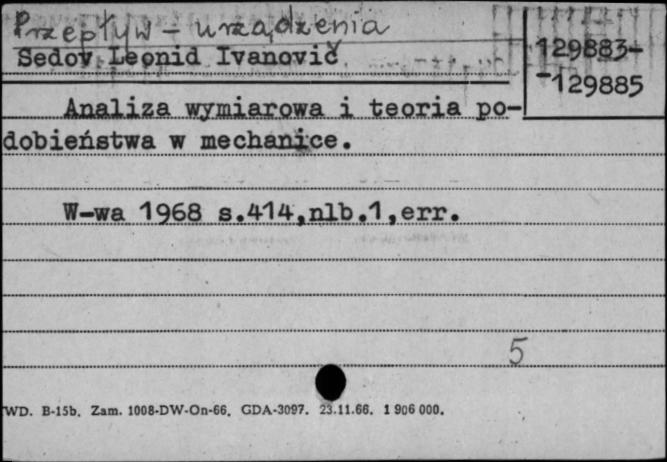 Przepływ - urządzenia
Sedov Leonid Ivanovič
129883-
-129885
Analiza wymiarowa i teoria po-
dobieństwa w mechanice.
W-wa 1968 s.414,nlb.1,err.
5
WD. B-15b. Zam. 1008-DW-On-66. GDA-3097. 23.11.66. 1 906 000.